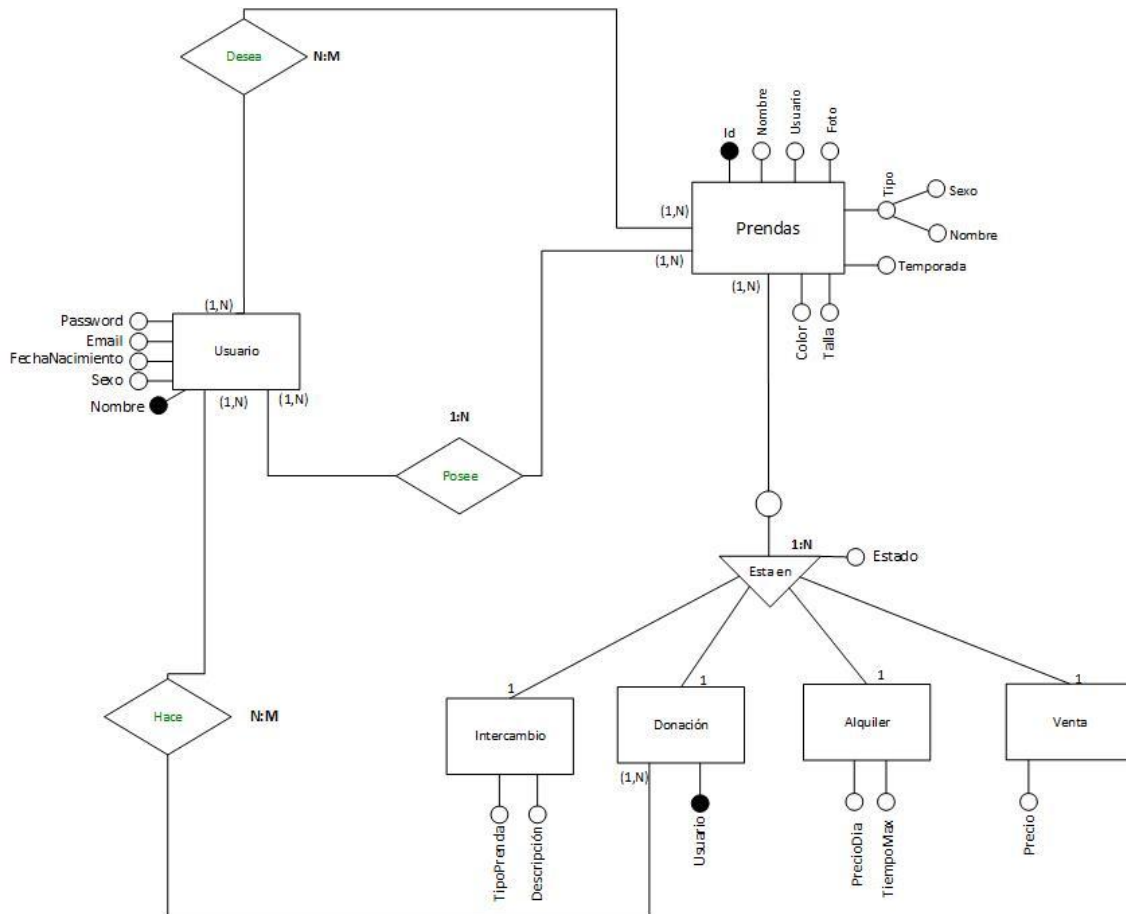 Desea
N:M
Id
Nombre
Usuario
Foto
Tipo
Sexo
Nombre
Temporada
Prendas
(1,N)
(1,N)
(1,N)
Color
Talla
(1,N)
Password
Email
FechaNacimiento
Sexo
Nombre
Usuario
(1,N)
(1,N)
1:N
Posee
1:N
Esta en
Estado
Hace
N:M
1
Intercambio
TipoPrenda
Descripción
1
Donación
(1,N)
Usuario
1
Alquiler
PrecioDia
TiempoMax
1
Venta
Precio